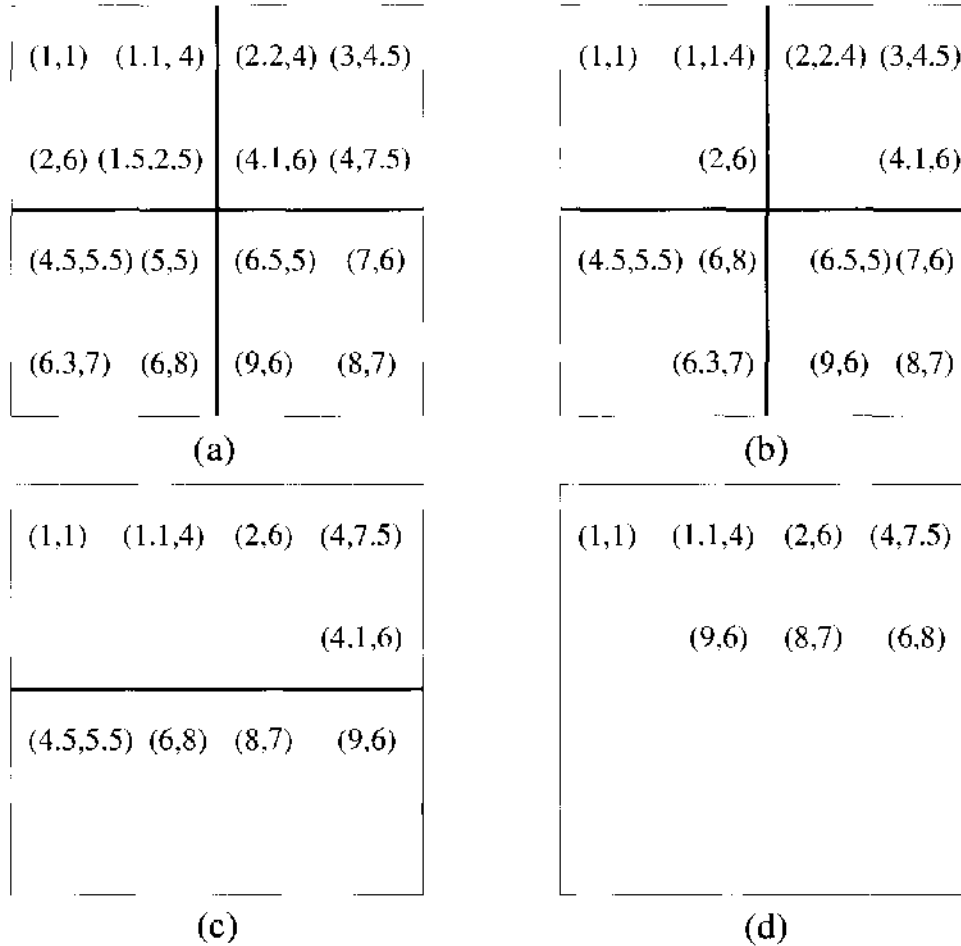 (1,1) (1.1, 4) (2.2,4) (3,4.5) (1,1) (1,1.4) (2,2.4) (3,4.5)
(2,6) (1.5,2.5) (4.1,6) (4,7.5) (2,6) (4.1,6)
(4.5,5.5) (5,5) (6.5,5) (7,6) (4.5,5.5) (6,8) (6.5,5) (7,6)
(6.3,7) (6,8) (9,6) (8,7) (6.3,7) (9,6) (8,7)
(a) (b)
(1,1) (1.1,4) (2,6) (4,7.5) (1,1) (1.1,4) (2,6) (4,7.5)
(4.1,6) (9,6) (8,7) (6,8)
(4.5,5.5) (6,8) (8,7) (9,6)
(c) (d)